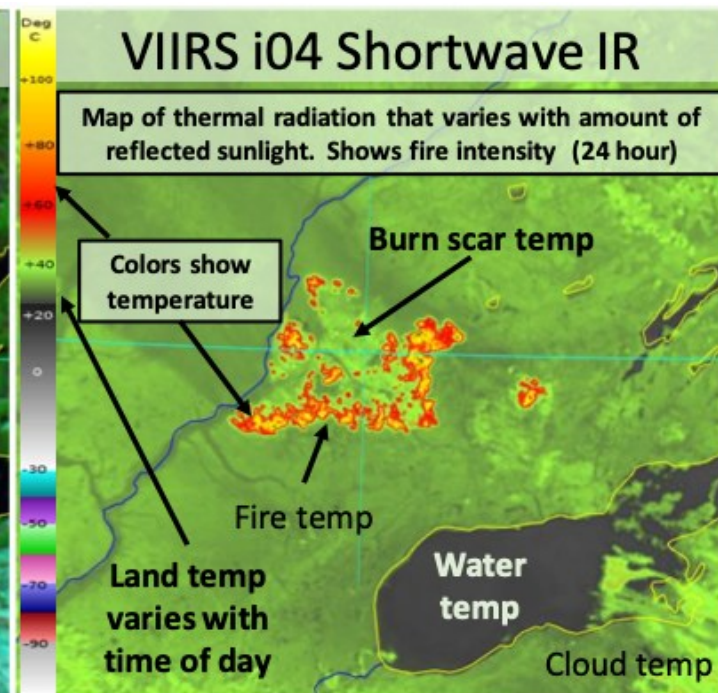 VIIRS i04 Shortwave IR
Map of thermal radiation that varies with amount of
reflected sunlight. Shows fire intensity (24 hour)
Deg
C
+100
+80
+60
+40
+20
0
-30
-50
-70
-90
Burn scar temp
Colors show
temperature
Fire temp
Land temp
varies with
time of day
Water
temp
Cloud temp